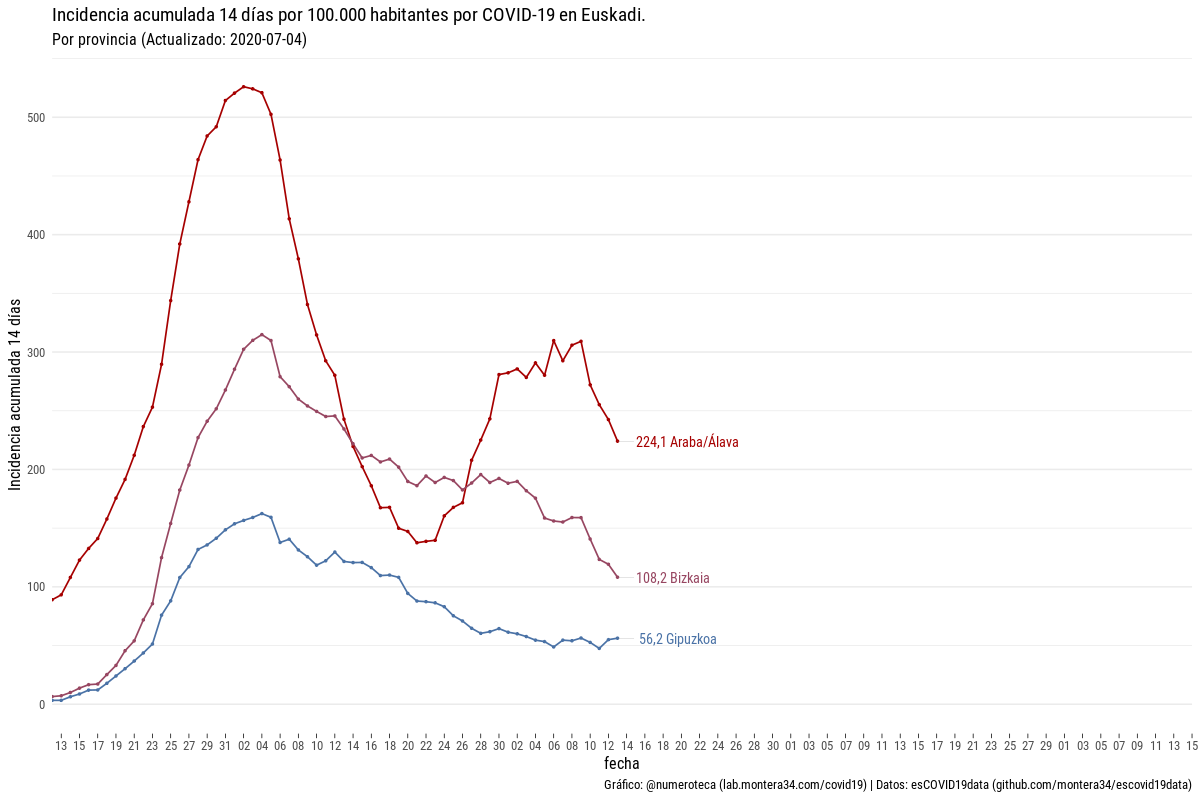 Incidencia acumulada 14 días por 100.000 habitantes por COVID-19 en Euskadi.
Por provincia (Actualizado: 2020-07-04)
Incidencia acumulada 14 días
500
400
300
200
100
0
224,1 Araba/Álava
108,2 Bizkaia
56,2 Gipuzkoa
13 15 17 19 21 23 25 27 29 31 02 04 06 08 10 12 14 16 18 20 22 24 26 28 30 02 04 06 08 10 12 14 16 18 20 22 24 26 28 30 01 03 05 07 09 11 13 15 17 19 21 23 25 27 29 01 03 05 07 09 11 13 15
fecha
Gráfico: @numeroteca (lab.montera34.com/covid19) | Datos: esCOVID19data (github.com/montera34/escovid19data)